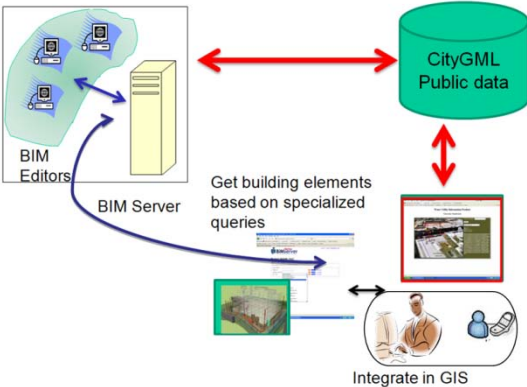 CityGML
Public data
BIM
Editors
BIM Server
Get building elements
based on specialized
queries
Integrate in GIS